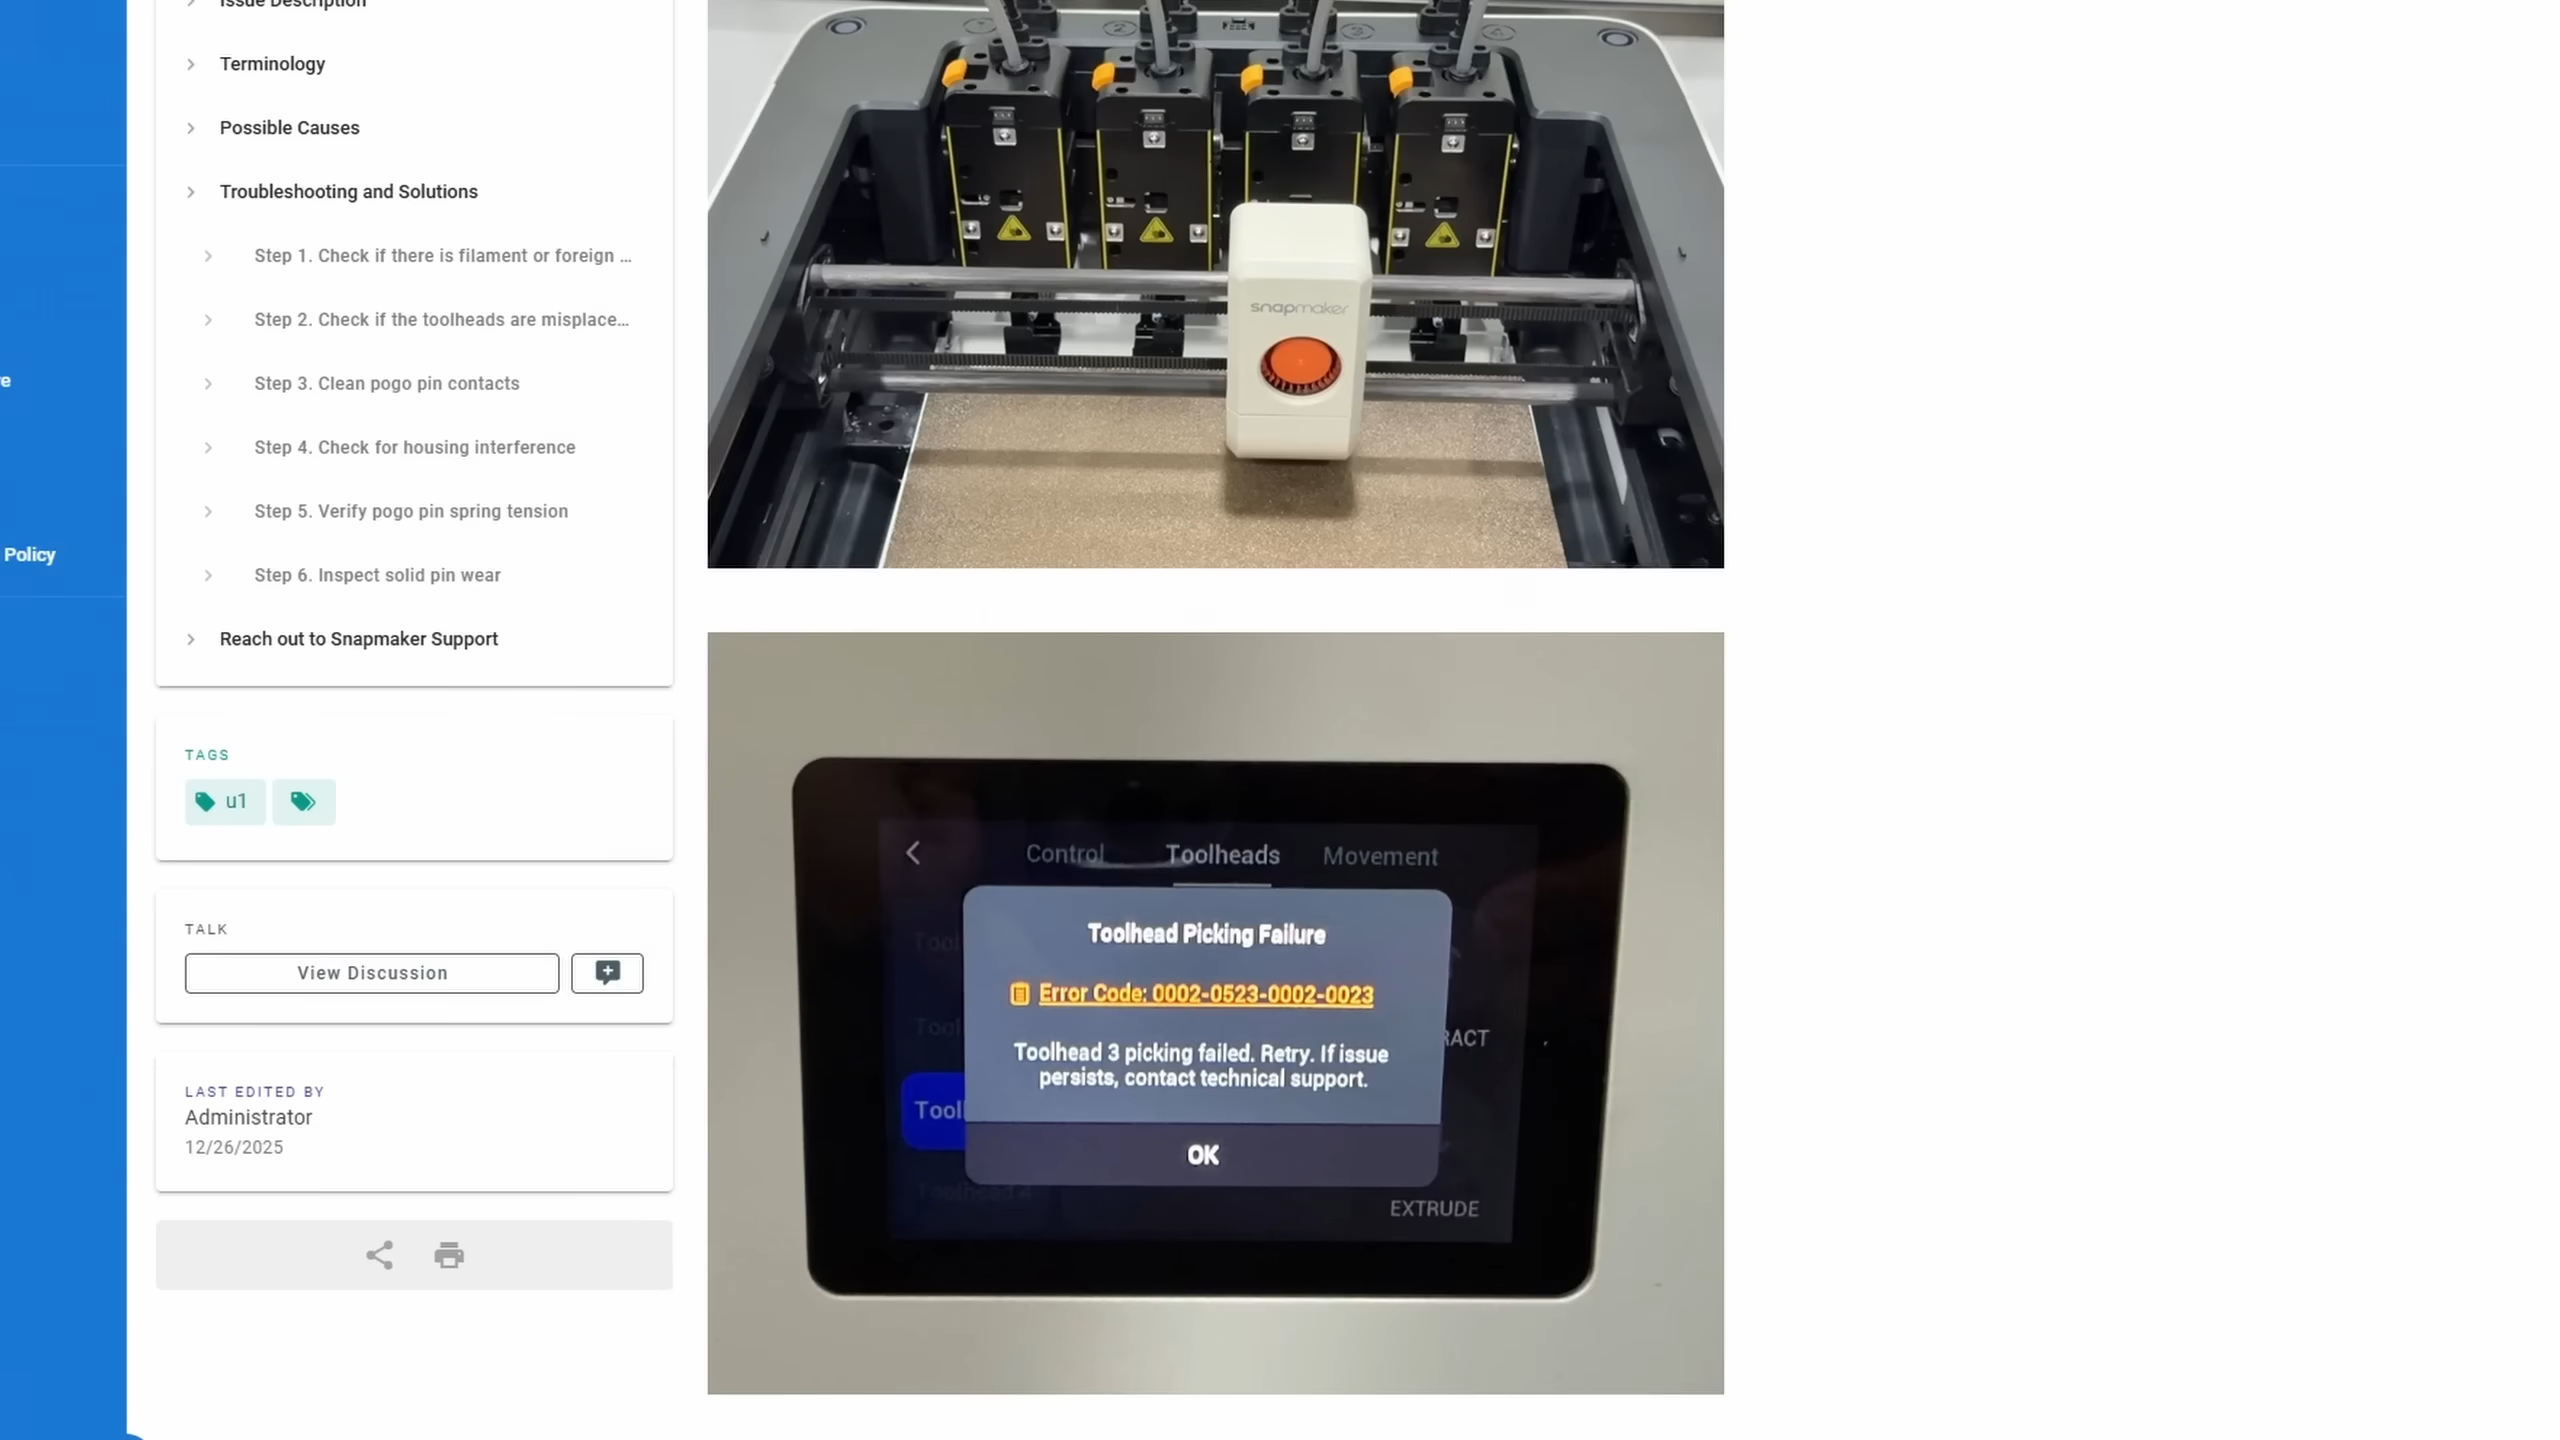 Issue Description
Terminology
Possible Causes
Troubleshooting and Solutions
Step 1. Check if there is filament or foreign ...
Step 2. Check if the toolheads are misplace...
Step 3. Clean pogo pin contacts
Step 4. Check for housing interference
Step 5. Verify pogo pin spring tension
Step 6. Inspect solid pin wear
Reach out to Snapmaker Support
Policy
TAGS
u1
TALK
View Discussion
LAST EDITED BY
Administrator
12/26/2025
snapmaker
Control Toolheads Movement
Toolhead Picking Failure
Error Code: 0002-0523-0002-0023
Toolhead 3 picking failed. Retry. If issue
persists, contact technical support.
OK
EXTRUDE